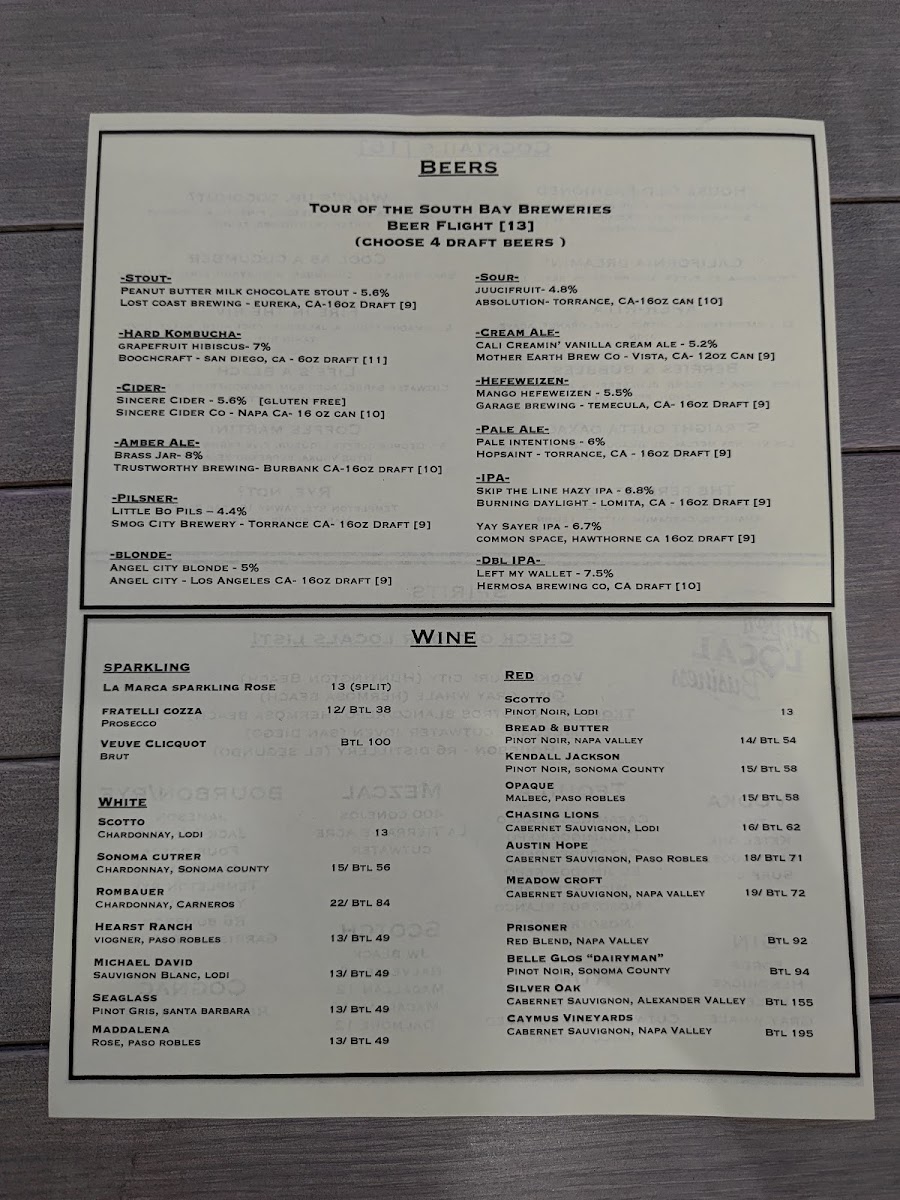 BEERS
TOUR OF THE SOUTH BAY BREWERIES
BEER FLIGHT [13]
(CHOOSE 4 DRAFT BEERS )
-STOUT-
PEANUT BUTTER MILK CHOCOLATE STOUT - 5.6%
LOST COAST BREWING - EUREKA, CA-16OZ DRAFT [9]
-HARD KOMBUCHA-
GRAPEFRUIT HIBISCUS- 7%
BOOCHCRAFT - SAN DIEGO, CA - 6OZ DRAFT [11]
-CIDER-
SINCERE CIDER - 5.6% [GLUTEN FREE]
SINCERE CIDER CO - NAPA CA- 16 OZ CAN [10]
-AMBER ALE-
BRASS JAR- 8%
TRUSTWORTHY BREWING- BURBANK CA-16OZ DRAFT [10]
-PILSNER-
LITTLE BO PILS – 4.4%
SMOG CITY BREWERY - TORRANCE CA- 16OZ DRAFT [9]
-BLONDE-
ANGEL CITY BLONDE - 5%
ANGEL CITY - LOS ANGELES CA- 16OZ DRAFT [9]
-SOUR-
JUUCIFRUIT- 4.8%
ABSOLUTION- TORRANCE, CA-16OZ CAN [10]
-CREAM ALE-
CALI CREAMIN' VANILLA CREAM ALE - 5.2%
MOTHER EARTH BREW CO - VISTA, CA- 12OZ CAN [9]
-HEFEWEIZEN-
MANGO HEFEWEIZEN - 5.5%
GARAGE BREWING - TEMECULA, CA- 16OZ DRAFT [9]
-PALE ALE-
PALE INTENTIONS - 6%
HOPSAINT - TORRANCE, CA - 16OZ DRAFT [9]
-IPA-
SKIP THE LINE HAZY IPA - 6.8%
BURNING DAYLIGHT - LOMITA, CA - 16OZ DRAFT [9]
YAY SAYER IPA - 6.7%
COMMON SPACE, HAWTHORNE CA 16OZ DRAFT [9]
-DBL IPA-
LEFT MY WALLET - 7.5%
HERMOSA BREWING CO, CA DRAFT [10]
WINE
SPARKLING
LA MARCA SPARKLING ROSE 13 (SPLIT)
FRATELLI COZZA 12/ BTL 38
PROSECCO
VEUVE CLICQUOT BTL 100
BRUT
WHITE
SCOTTO
CHARDONNAY, LODI 13
SONOMA CUTRER
CHARDONNAY, SONOMA COUNTY 15/ BTL 56
ROMBAUER
CHARDONNAY, CARNEROS 22/ BTL 84
HEARST RANCH
VIOGNER, PASO ROBLES 13/ BTL 49
MICHAEL DAVID
SAUVIGNON BLANC, LODI 13/ BTL 49
SEAGLASS
PINOT GRIS, SANTA BARBARA 13/ BTL 49
MADDALENA
ROSE, PASO ROBLES 13/ BTL 49
RED
SCOTTO
PINOT NOIR, LODI 13
BREAD & BUTTER
PINOT NOIR, NAPA VALLEY 14/ BTL 54
KENDALL JACKSON
PINOT NOIR, SONOMA COUNTY 15/ BTL 58
OPAQUE
MALBEC, PASO ROBLES 15/ BTL 58
CHASING LIONS
CABERNET SAUVIGNON, LODI 16/ BTL 62
AUSTIN HOPE
CABERNET SAUVIGNON, PASO ROBLES 18/ BTL 71
MEADOW CROFT
CABERNET SAUVIGNON, NAPA VALLEY 19/ BTL 72
PRISONER
RED BLEND, NAPA VALLEY BTL 92
BELLE GLOS "DAIRYMAN"
PINOT NOIR, SONOMA COUNTY BTL 94
SILVER OAK
CABERNET SAUVIGNON, ALEXANDER VALLEY BTL 155
CAYMUS VINEYARDS
CABERNET SAUVIGNON, NAPA VALLEY BTL 195